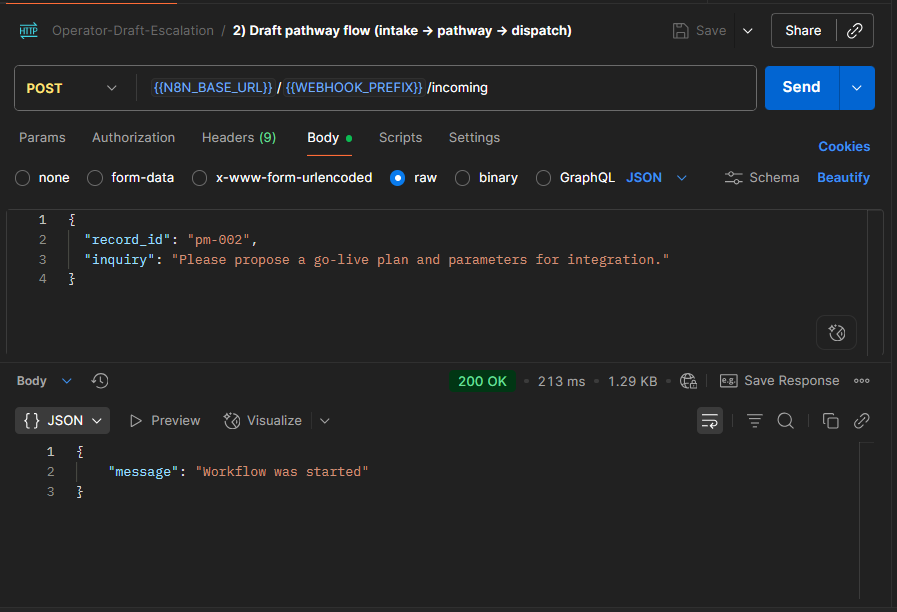 HTTP Operator-Draft-Escalation / 2) Draft pathway flow (intake → pathway → dispatch) Save Share
POST {{N8N_BASE_URL}} / {{WEBHOOK_PREFIX}} /incoming Send
Params Authorization Headers (9) Body Scripts Settings Cookies
none form-data x-www-form-urlencoded raw binary GraphQL JSON Schema Beautify
1 {
2 "record_id": "pm-002",
3 "inquiry": "Please propose a go-live plan and parameters for integration."
4 }
Body 200 OK 213 ms 1.29 KB e.g. Save Response
{} JSON Preview Visualize
1 {
2 "message": "Workflow was started"
3 }